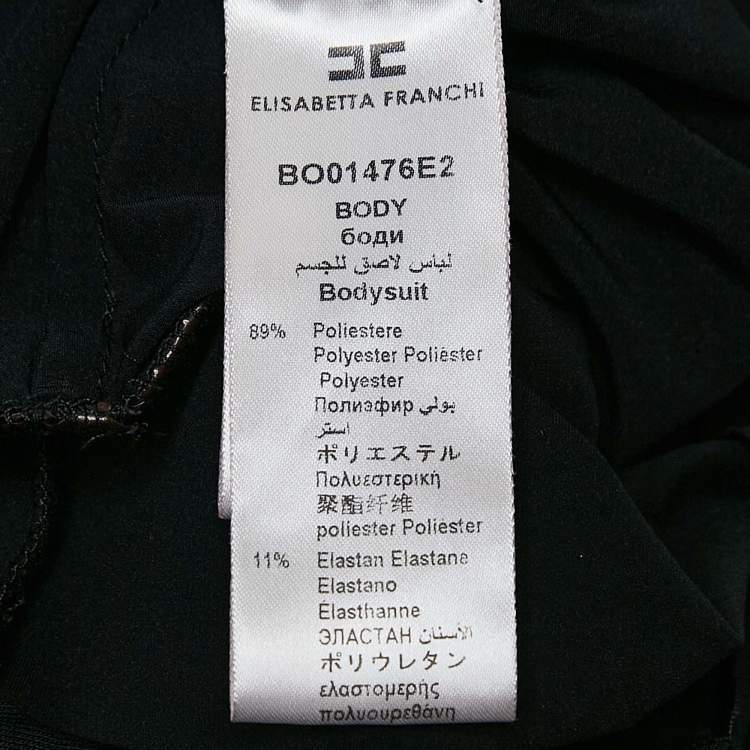 ELISABETTA FRANCHI
BO01476E2
BODY
боди
لباس لاصق للجسم
Bodysuit
89% Poliestere
Polyester Poliéster
Polyester
Полиэфир بولي
استر
ポリエステル
Πολυεστερική
聚酯纤维
poliester Polièster
11% Elastan Elastane
Elastano
Élasthanne
ЭЛАСТАН الأستان
ポリウレタン
ελαστομερής
πολυουρεθάνη